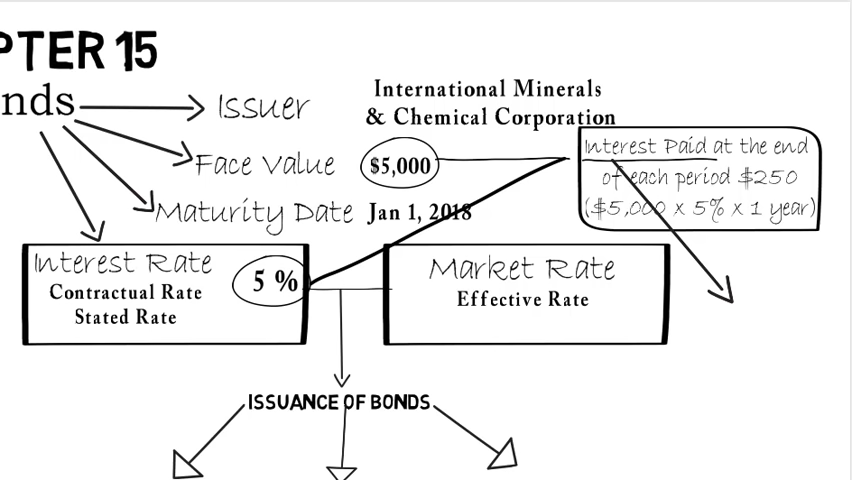 PTER 15
nds
Issuer
International Minerals
& Chemical Corporation
Face Value
$5,000
Interest Paid at the end
of each period $250
($5,000 x 5% x 1 year)
Maturity Date
Jan 1, 2018
Interest Rate
Contractual Rate
Stated Rate
5 %
Market Rate
Effective Rate
ISSUANCE OF BONDS